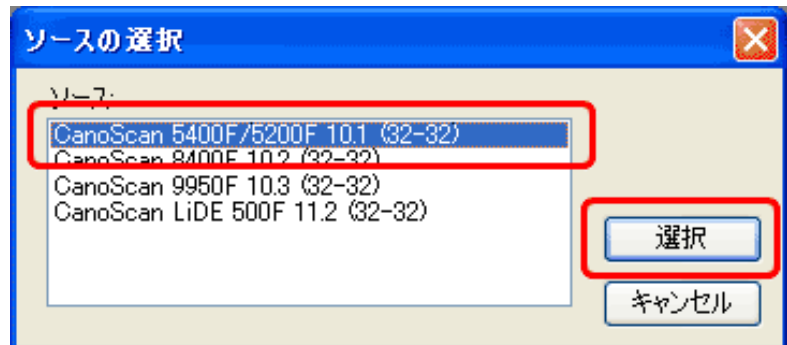 ソースの選択
ソース:
CanoScan 5400F/5200F 10.1 (32-32)
CanoScan 8400F 10.2 (32-32)
CanoScan 9950F 10.3 (32-32)
CanoScan LiDE 500F 11.2 (32-32)
選択
キャンセル